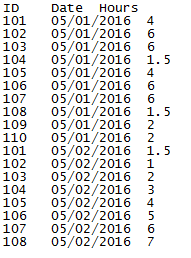 ID Date Hours
101 05/01/2016 4
102 05/01/2016 6
103 05/01/2016 6
104 05/01/2016 1.5
105 05/01/2016 4
106 05/01/2016 6
107 05/01/2016 6
108 05/01/2016 1.5
109 05/01/2016 2
110 05/01/2016 2
101 05/02/2016 1.5
102 05/02/2016 1
103 05/02/2016 2
104 05/02/2016 3
105 05/02/2016 4
106 05/02/2016 5
107 05/02/2016 6
108 05/02/2016 7